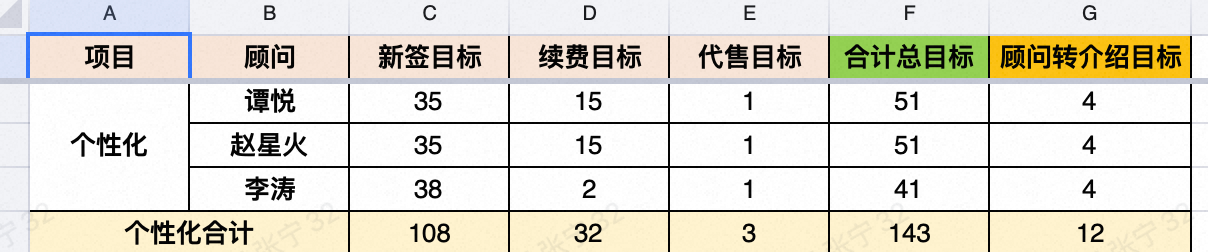 A B C D E F G
项目 顾问 新签目标 续费目标 代售目标 合计总目标 顾问转介绍目标
谭悦 35 15 1 51 4
个性化
赵星火 35 15 1 51 4
李涛 38 2 1 41 4
个性化合计 108 32 3 143 12
张宁 32